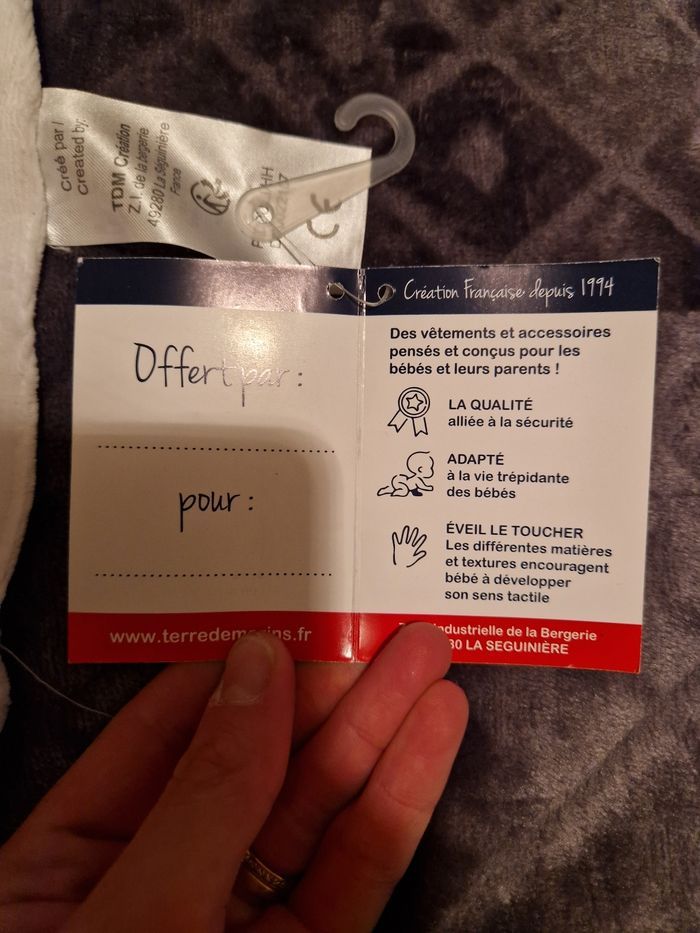 Créé par /
Created by:
TDM Création
Z.I. de la bergerie
49280 La Séguinière
France
CE
Création Française depuis 1994
Offert par :
pour :
www.terredemarins.fr
Des vêtements et accessoires
pensés et conçus pour les
bébés et leurs parents !
LA QUALITÉ
alliée à la sécurité
ADAPTÉ
à la vie trépidante
des bébés
ÉVEIL LE TOUCHER
Les différentes matières
et textures encouragent
bébé à développer
son sens tactile
Industrielle de la Bergerie
LA SEGUINIÈRE